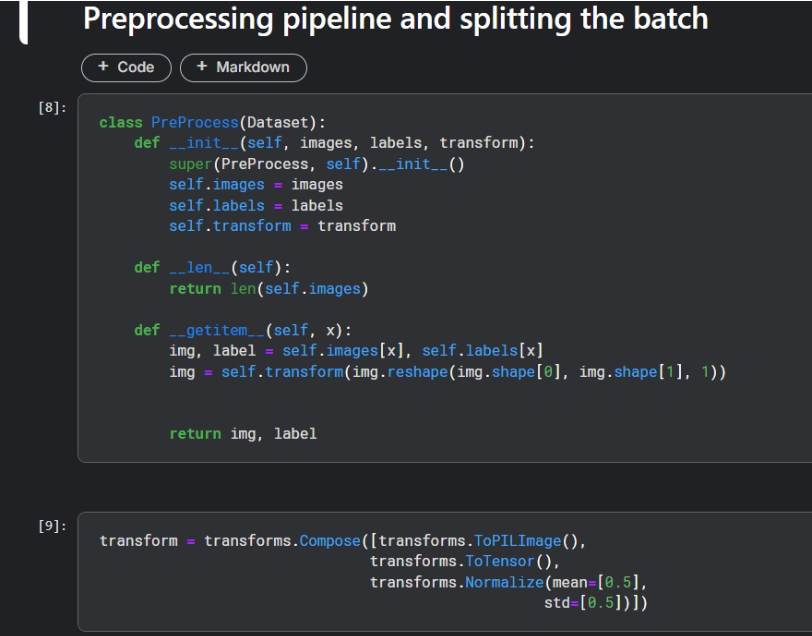 Preprocessing pipeline and splitting the batch
+ Code + Markdown
[8]:
class PreProcess(Dataset):
    def __init__(self, images, labels, transform):
        super(PreProcess, self).__init__()
        self.images = images
        self.labels = labels
        self.transform = transform

    def __len__(self):
        return len(self.images)

    def __getitem__(self, x):
        img, label = self.images[x], self.labels[x]
        img = self.transform(img.reshape(img.shape[0], img.shape[1], 1))


        return img, label
[9]:
transform = transforms.Compose([transforms.ToPILImage(),
                               transforms.ToTensor(),
                               transforms.Normalize(mean=[0.5],
                                                   std=[0.5])])